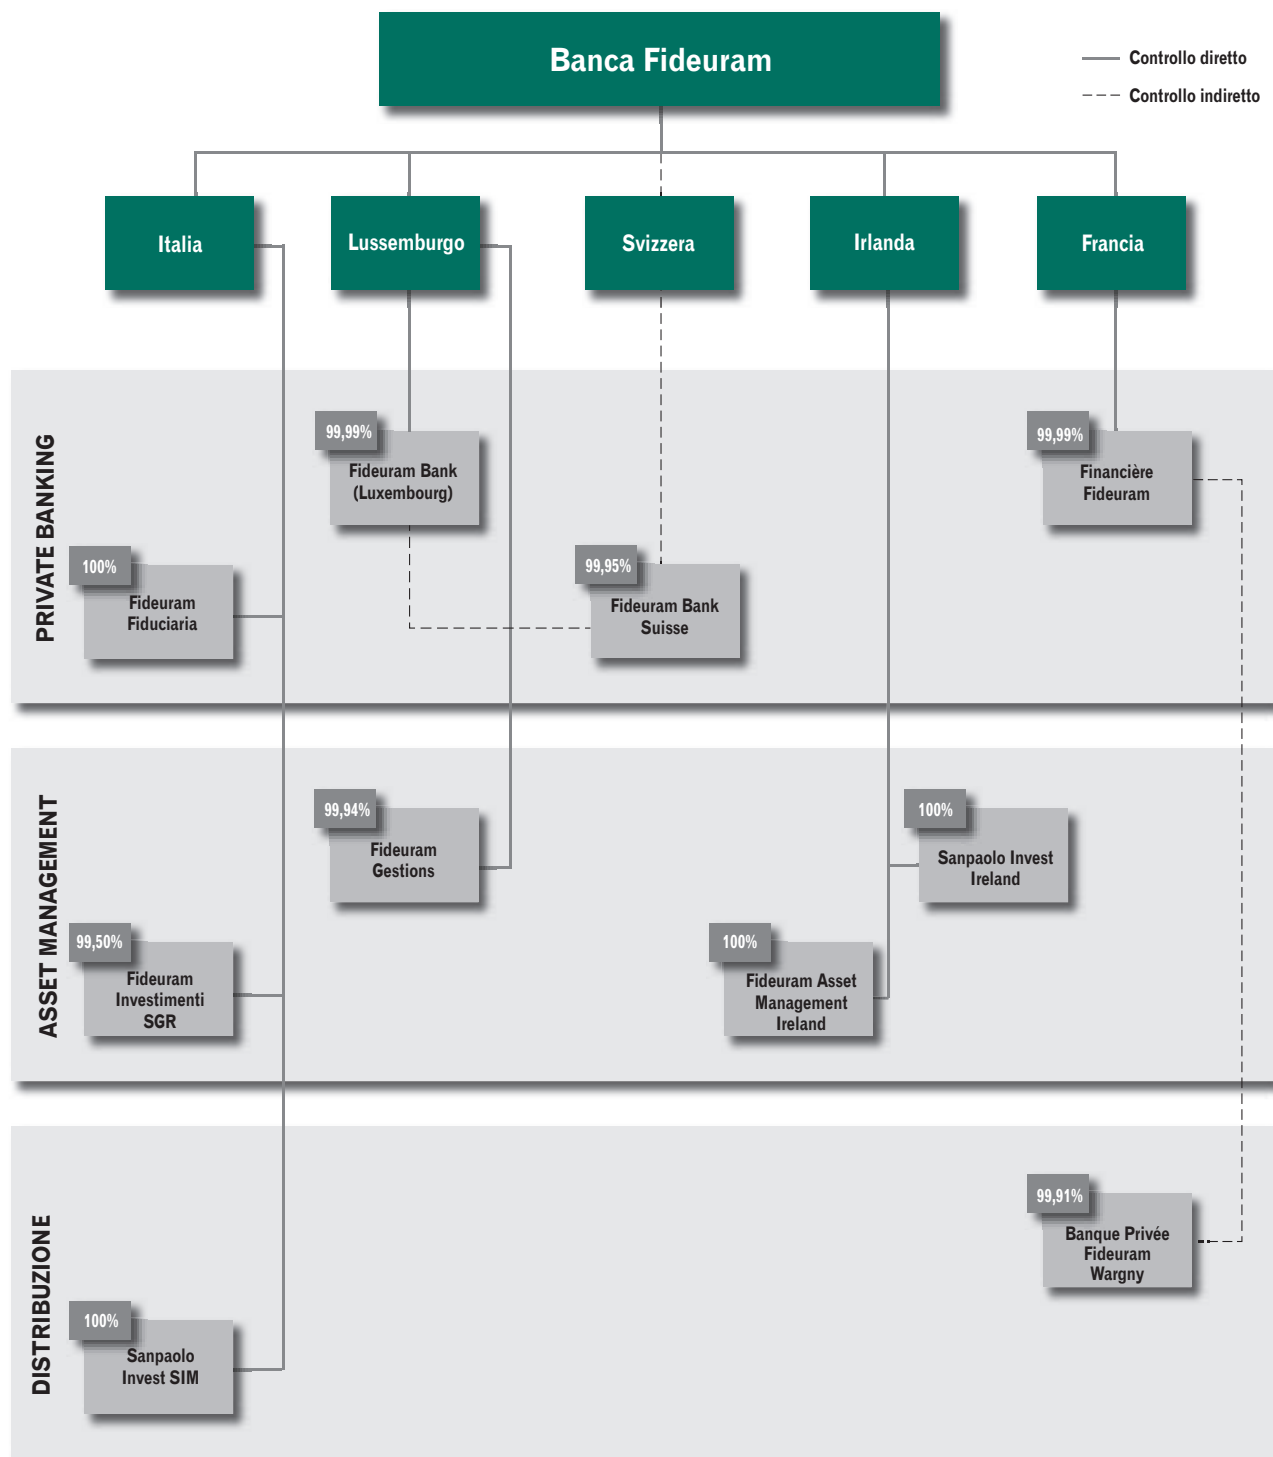 Banca Fideuram
Controllo diretto
Controllo indiretto
Italia
Lussemburgo
Svizzera
Irlanda
Francia
PRIVATE BANKING
99,99%
Fideuram Bank
(Luxembourg)
99,99%
Financière
Fideuram
100%
Fideuram
Fiduciaria
99,95%
Fideuram Bank
Suisse
ASSET MANAGEMENT
99,94%
Fideuram
Gestions
100%
Sanpaolo Invest
Ireland
99,50%
Fideuram
Investimenti
SGR
100%
Fideuram Asset
Management
Ireland
DISTRIBUZIONE
99,91%
Banque Privée
Fideuram
Wargny
100%
Sanpaolo
Invest SIM